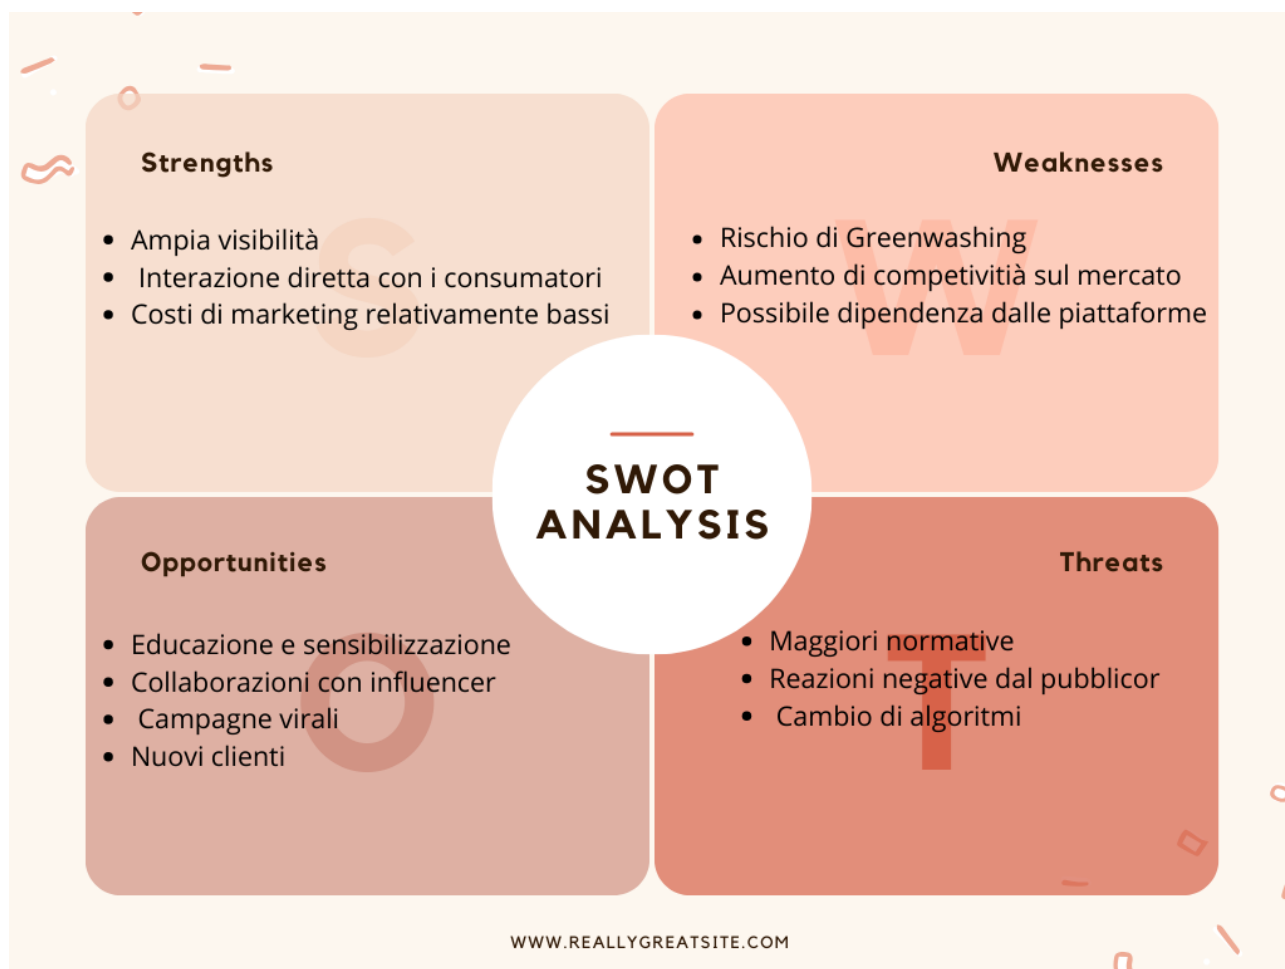 Strengths
• Ampia visibilità
• Interazione diretta con i consumatori
• Costi di marketing relativamente bassi
Weaknesses
• Rischio di Greenwashing
• Aumento di competivitià sul mercato
• Possibile dipendenza dalle piattaforme
SWOT
ANALYSIS
Opportunities
• Educazione e sensibilizzazione
• Collaborazioni con influencer
• Campagne virali
• Nuovi clienti
Threats
• Maggiori normative
• Reazioni negative dal pubblicor
• Cambio di algoritmi
S
W
O
T
WWW.REALLYGREATSITE.COM